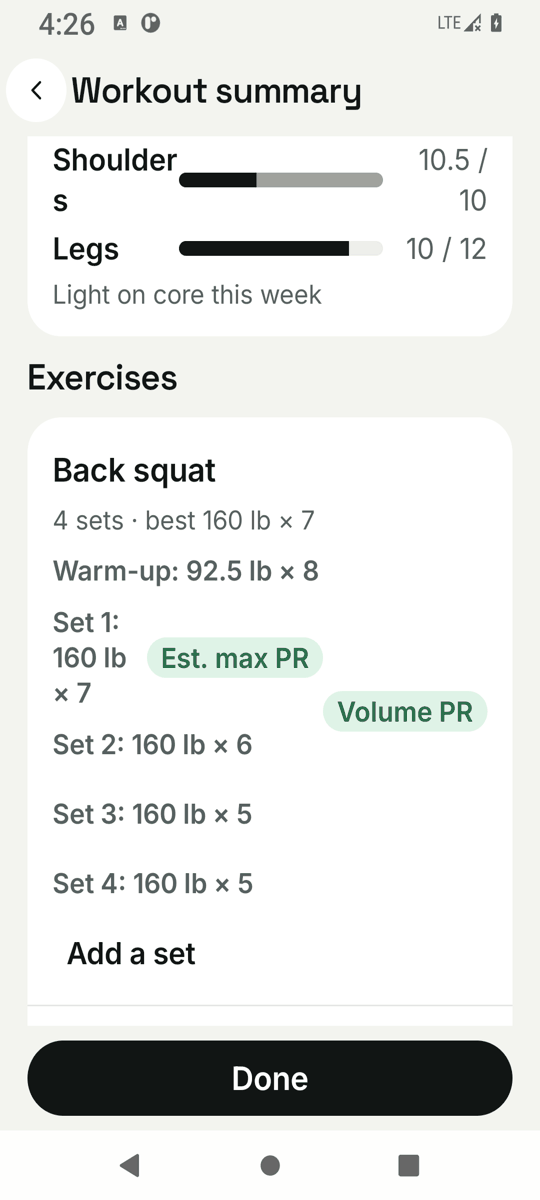 4:26
LTE
Workout summary
Shoulder
s
10.5 /
10
Legs
10 / 12
Light on core this week
Exercises
Back squat
4 sets · best 160 lb × 7
Warm-up: 92.5 lb × 8
Set 1:
160 lb
× 7
Est. max PR
Volume PR
Set 2: 160 lb × 6
Set 3: 160 lb × 5
Set 4: 160 lb × 5
Add a set
Done